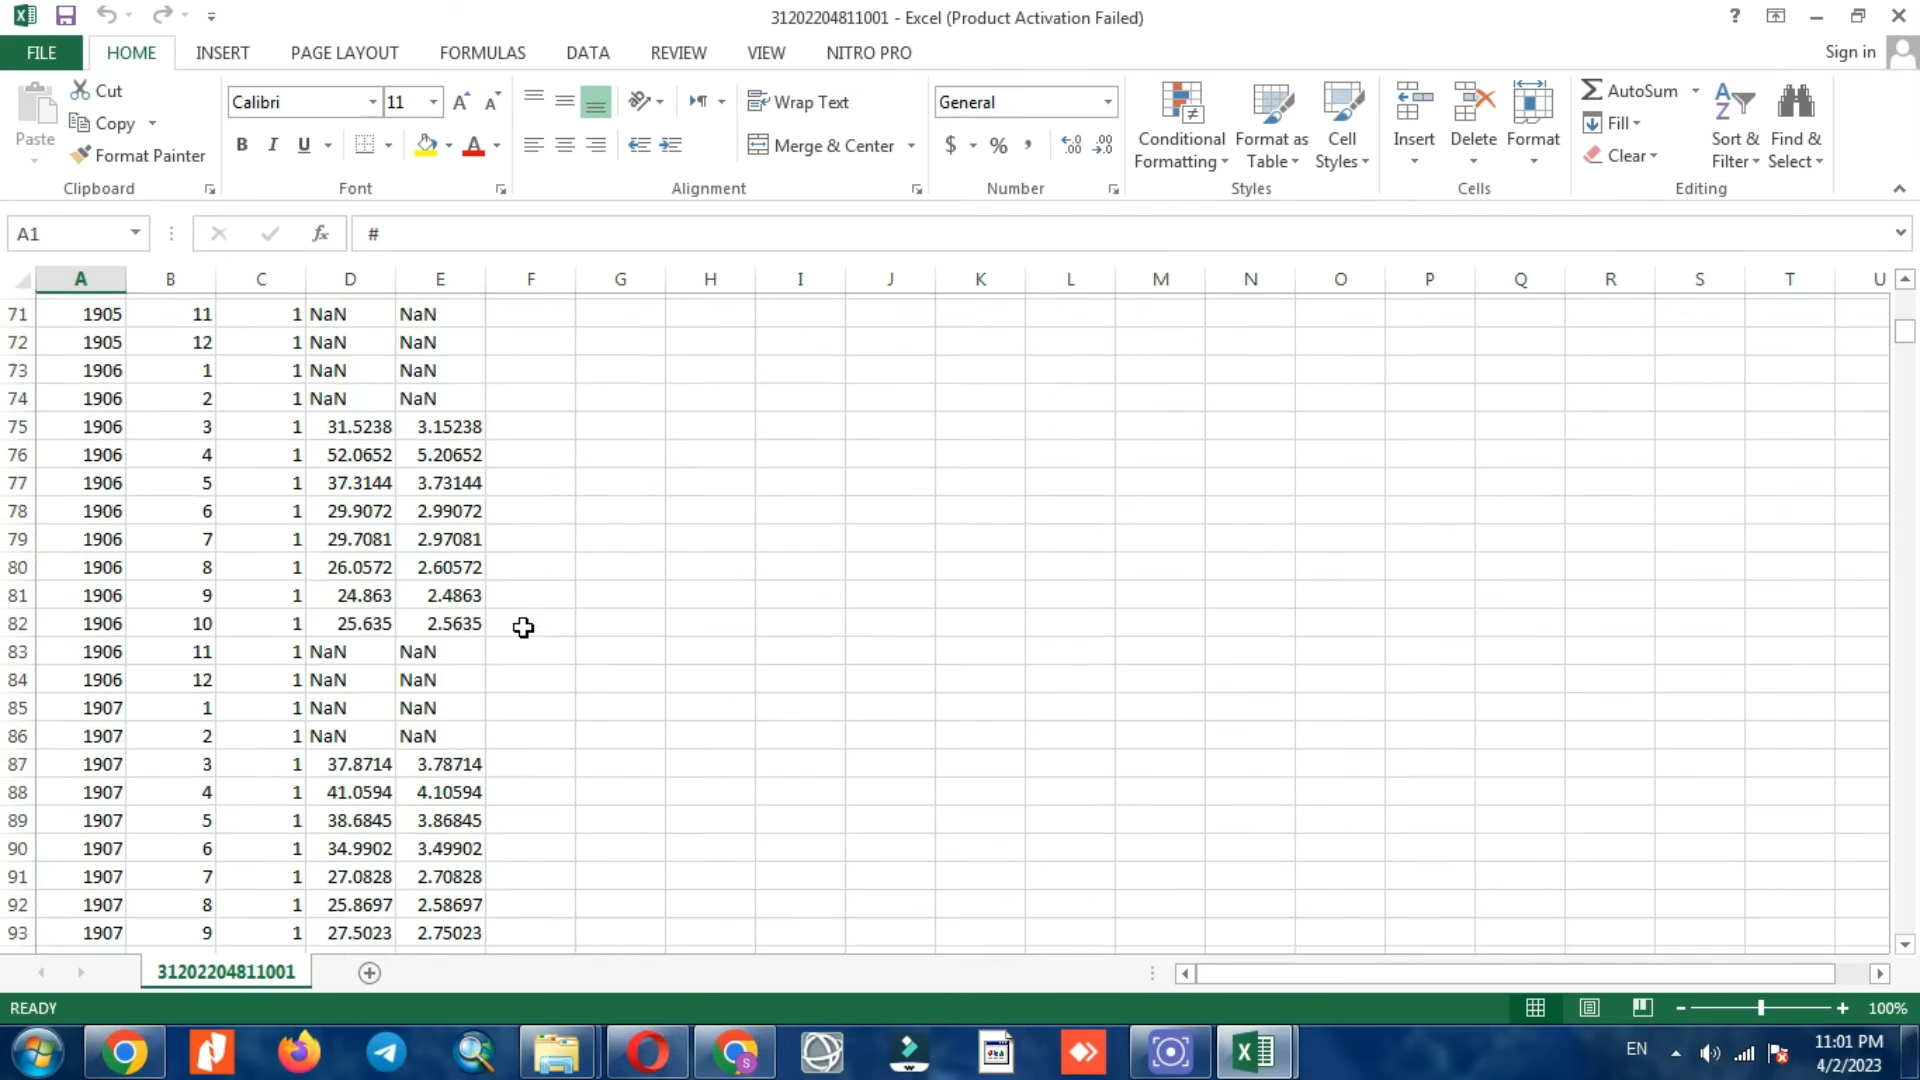 31202204811001 - Excel (Product Activation Failed)
FILE HOME INSERT PAGE LAYOUT FORMULAS DATA REVIEW VIEW NITRO PRO Sign in
Paste
Cut
Copy
Format Painter
Clipboard
Calibri 11
B I U A
Font
Wrap Text
Merge & Center
Alignment
General
$ % ,
Number
Conditional Formatting
Format as Table
Cell Styles
Styles
Insert
Delete
Format
Cells
AutoSum
Fill
Clear
Sort & Filter
Find & Select
Editing
A1 fx #
A B C D E F G H I J K L M N O P Q R S T U
71 1905 11 1 NaN NaN
72 1905 12 1 NaN NaN
73 1906 1 1 NaN NaN
74 1906 2 1 NaN NaN
75 1906 3 1 31.5238 3.15238
76 1906 4 1 52.0652 5.20652
77 1906 5 1 37.3144 3.73144
78 1906 6 1 29.9072 2.99072
79 1906 7 1 29.7081 2.97081
80 1906 8 1 26.0572 2.60572
81 1906 9 1 24.863 2.4863
82 1906 10 1 25.635 2.5635
83 1906 11 1 NaN NaN
84 1906 12 1 NaN NaN
85 1907 1 1 NaN NaN
86 1907 2 1 NaN NaN
87 1907 3 1 37.8714 3.78714
88 1907 4 1 41.0594 4.10594
89 1907 5 1 38.6845 3.86845
90 1907 6 1 34.9902 3.49902
91 1907 7 1 27.0828 2.70828
92 1907 8 1 25.8697 2.58697
93 1907 9 1 27.5023 2.75023
31202204811001
READY 100%
EN 11:01 PM
4/2/2023